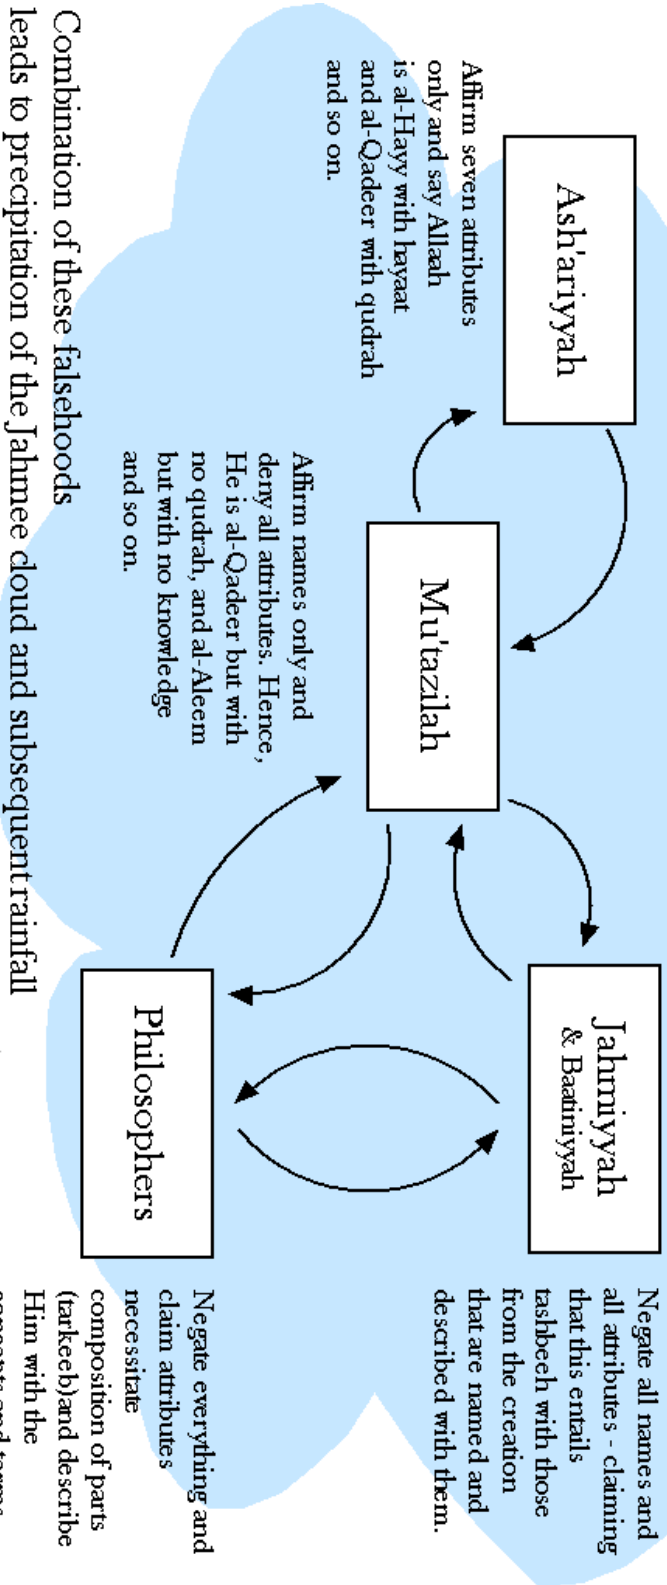 Ash'ariyyah
Affirm seven attributes
only and say Allaah
is al-Hayy with hayaat
and al-Qadeer with qudrah
and so on.
Mu'tazilah
Affirm names only and
deny all attributes. Hence,
He is al-Qadeer but with
no qudrah, and al-Aleem
but with no knowledge
and so on.
Jahmiyyah
& Baatiniyyah
Negate all names and
all attributes - claiming
that this entails
tashbeeh with those
from the creation
that are named and
described with them.
Philosophers
Negate everything and
claim attributes
necessitate
composition of parts
(tarkeeb)and describe
Him with the
Combination of these falsehoods
leads to precipitation of the Jahmee cloud and subsequent rainfall